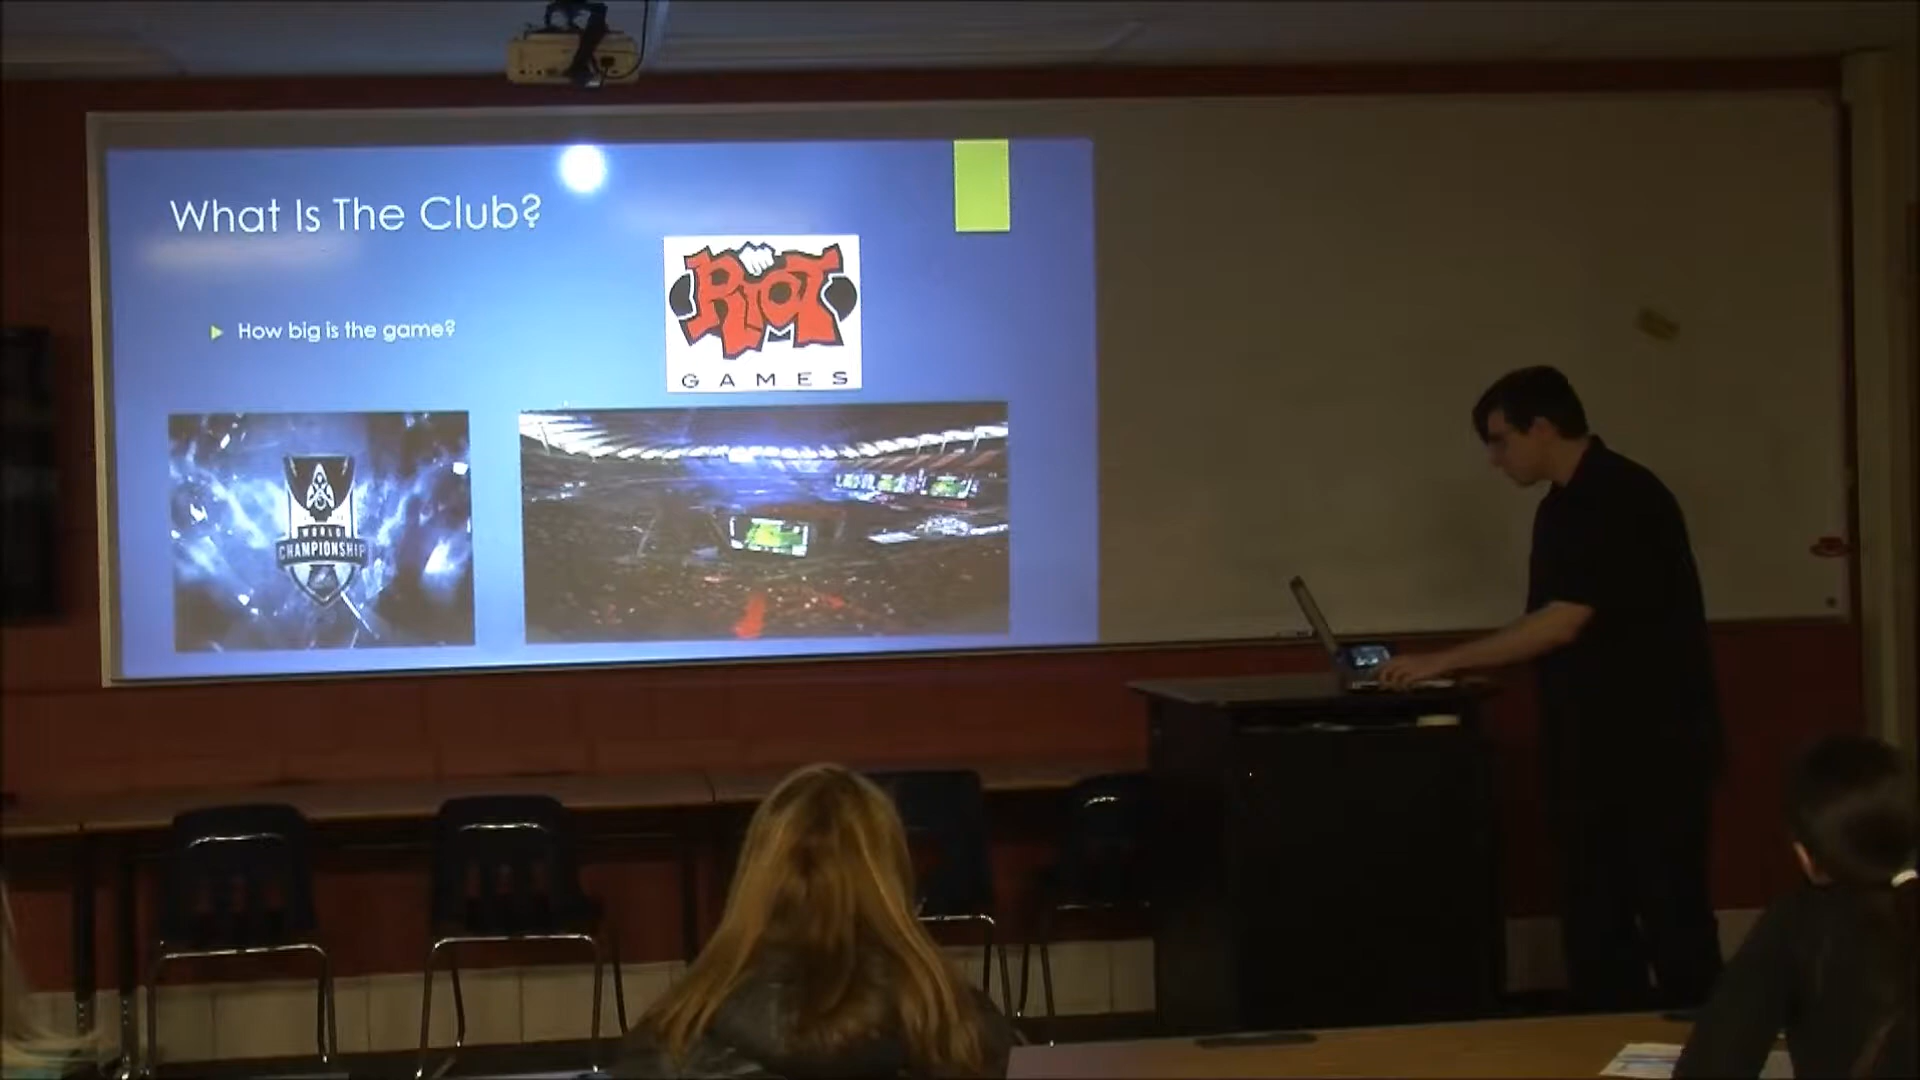 What Is The Club?
How big is the game?
RIOT
GAMES
WORLD
CHAMPIONSHIP